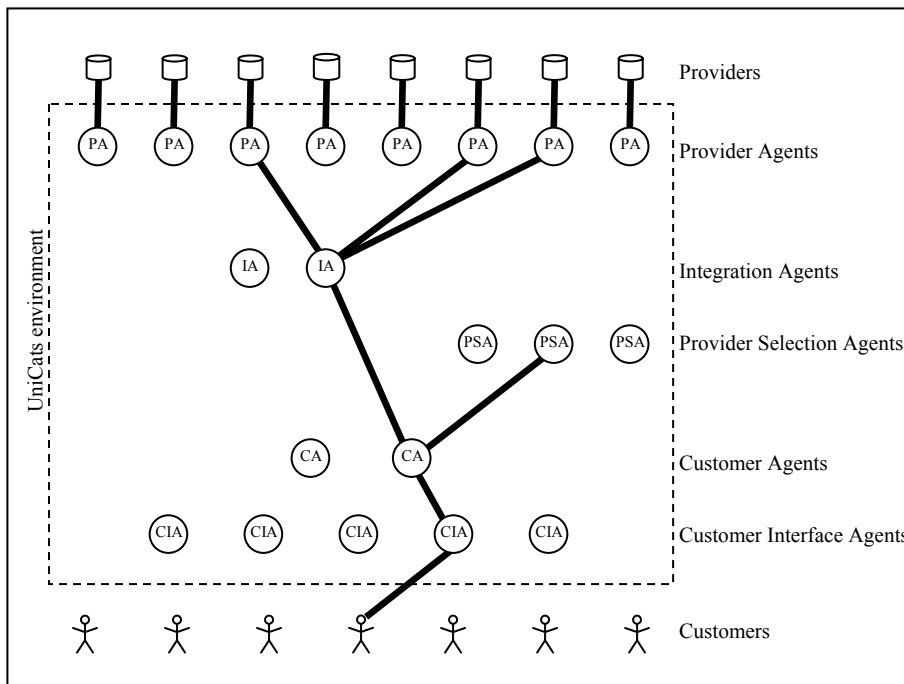 Providers
PA PA PA PA PA PA PA PA
Provider Agents
UniCats environment
IA IA
Integration Agents
PSA PSA PSA
Provider Selection Agents
CA CA
Customer Agents
CIA CIA CIA CIA CIA
Customer Interface Agents
Customers